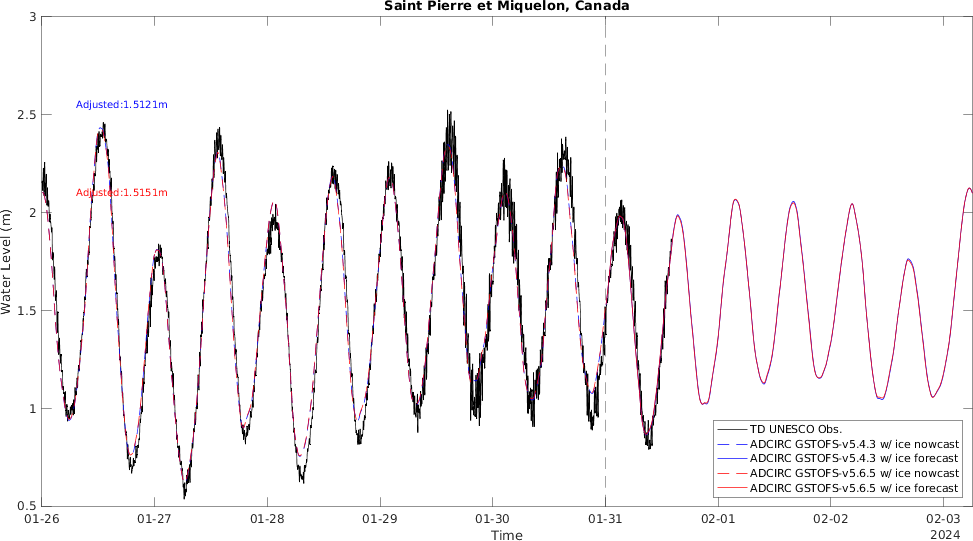 Saint Pierre et Miquelon, Canada
3
2.5
2
1.5
1
0.5
Water Level (m)
Adjusted:1.5121m
Adjusted:1.5151m
TD UNESCO Obs.
ADCIRC GSTOFS-v5.4.3 w/ ice nowcast
ADCIRC GSTOFS-v5.4.3 w/ ice forecast
ADCIRC GSTOFS-v5.6.5 w/ ice nowcast
ADCIRC GSTOFS-v5.6.5 w/ ice forecast
01-26 01-27 01-28 01-29 01-30 01-31 02-01 02-02 02-03
Time
2024